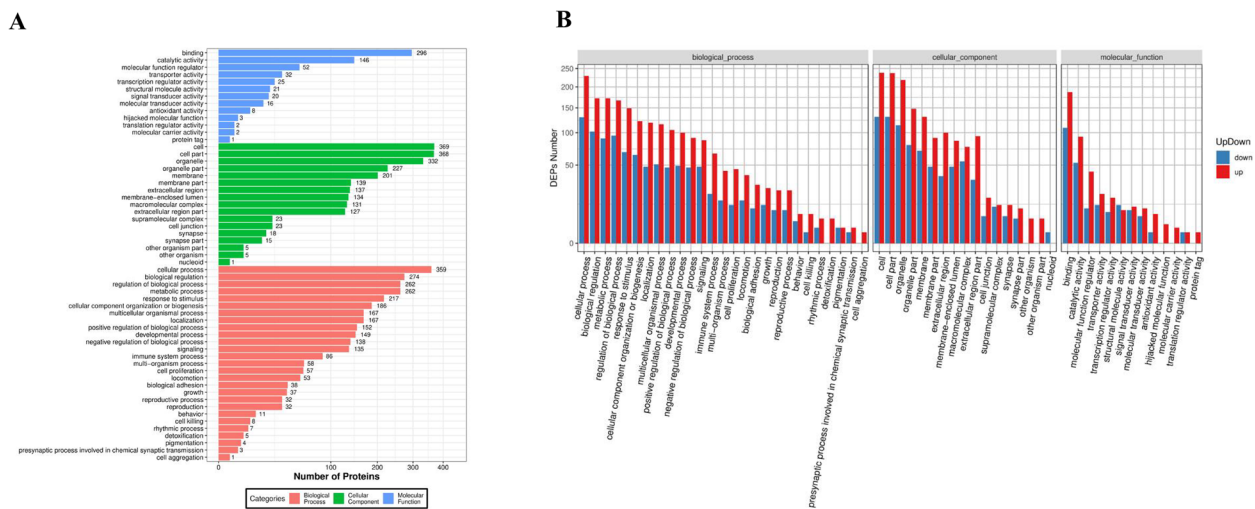 A
binding 296
catalytic activity 146
molecular function regulator 52
transporter activity 32
transcription regulator activity 25
structural molecule activity 21
signal transducer activity 20
molecular transducer activity 16
antioxidant activity 8
hijacked molecular function 3
translation regulator activity 2
molecular carrier activity 2
protein tag 1
cell 369
cell part 368
organelle 332
organelle part 227
membrane 201
membrane part 139
extracellular region 137
membrane-enclosed lumen 134
macromolecular complex 131
extracellular region part 127
supramolecular complex 23
cell junction 23
synapse 18
synapse part 15
other organism part 5
other organism 5
nucleoid 1
cellular process 359
biological regulation 274
regulation of biological process 262
metabolic process 262
response to stimulus 217
cellular component organization or biogenesis 186
multicellular organismal process 167
localization 167
positive regulation of biological process 152
developmental process 149
negative regulation of biological process 138
signaling 135
immune system process 86
multi-organism process 58
cell proliferation 57
locomotion 53
biological adhesion 38
growth 37
reproductive process 32
reproduction 32
behavior 11
cell killing 8
rhythmic process 7
detoxification 5
pigmentation 4
presynaptic process involved in chemical synaptic transmission 3
cell aggregation 1
0 100 200 300 400
Number of Proteins
Categories Biological Process Cellular Component Molecular Function
B
biological_process cellular_component molecular_function
250
200
150
100
50
0
DEPs Number
UpDown
down
up
cellular process
biological regulation
metabolic process
regulation of biological process
response to stimulus
cellular component organization or biogenesis
localization
multicellular organismal process
positive regulation of biological process
developmental process
negative regulation of biological process
signaling
immune system process
multi-organism process
cell proliferation
locomotion
biological adhesion
growth
reproduction
reproductive process
behavior
cell killing
rhythmic process
detoxification
pigmentation
presynaptic process involved in chemical synaptic transmission
cell aggregation
cell
cell part
organelle
organelle part
membrane
membrane part
extracellular region
membrane-enclosed lumen
macromolecular complex
extracellular region part
cell junction
supramolecular complex
synapse
synapse part
other organism
other organism part
nucleoid
binding
catalytic activity
molecular function regulator
transporter activity
transcription regulator activity
structural molecule activity
signal transducer activity
molecular transducer activity
antioxidant activity
hijacked molecular function
molecular carrier activity
translation regulator activity
protein tag